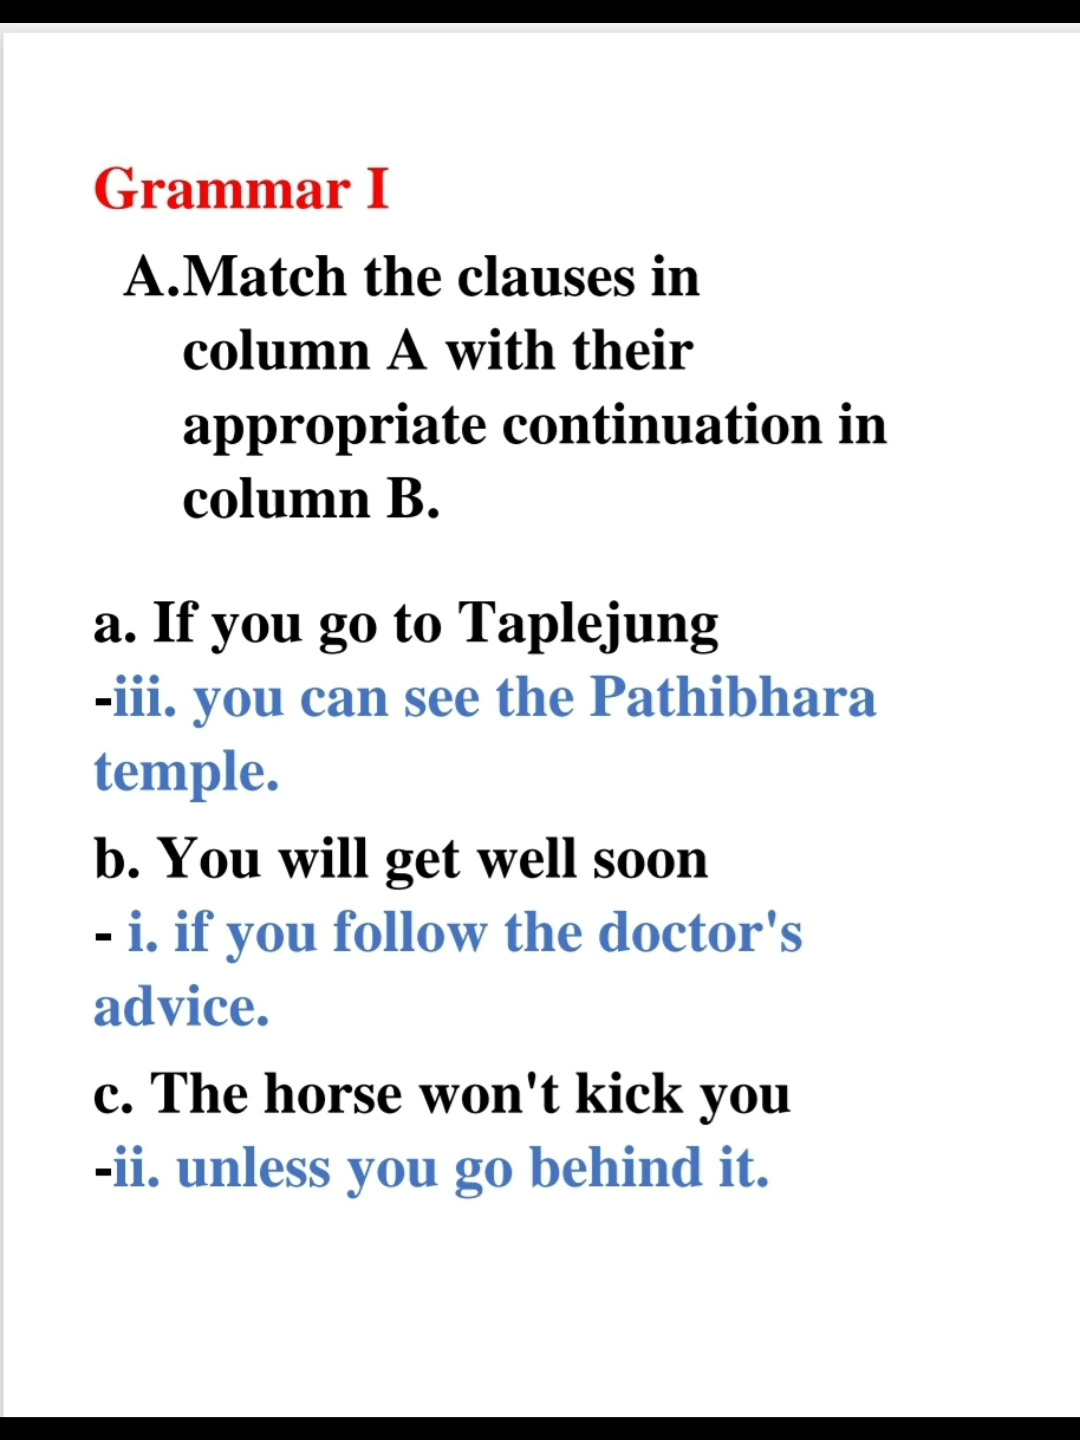 Grammar I
A.Match the clauses in
column A with their
appropriate continuation in
column B.
a. If you go to Taplejung
-iii. you can see the Pathibhara
temple.
b. You will get well soon
- i. if you follow the doctor's
advice.
c. The horse won't kick you
-ii. unless you go behind it.